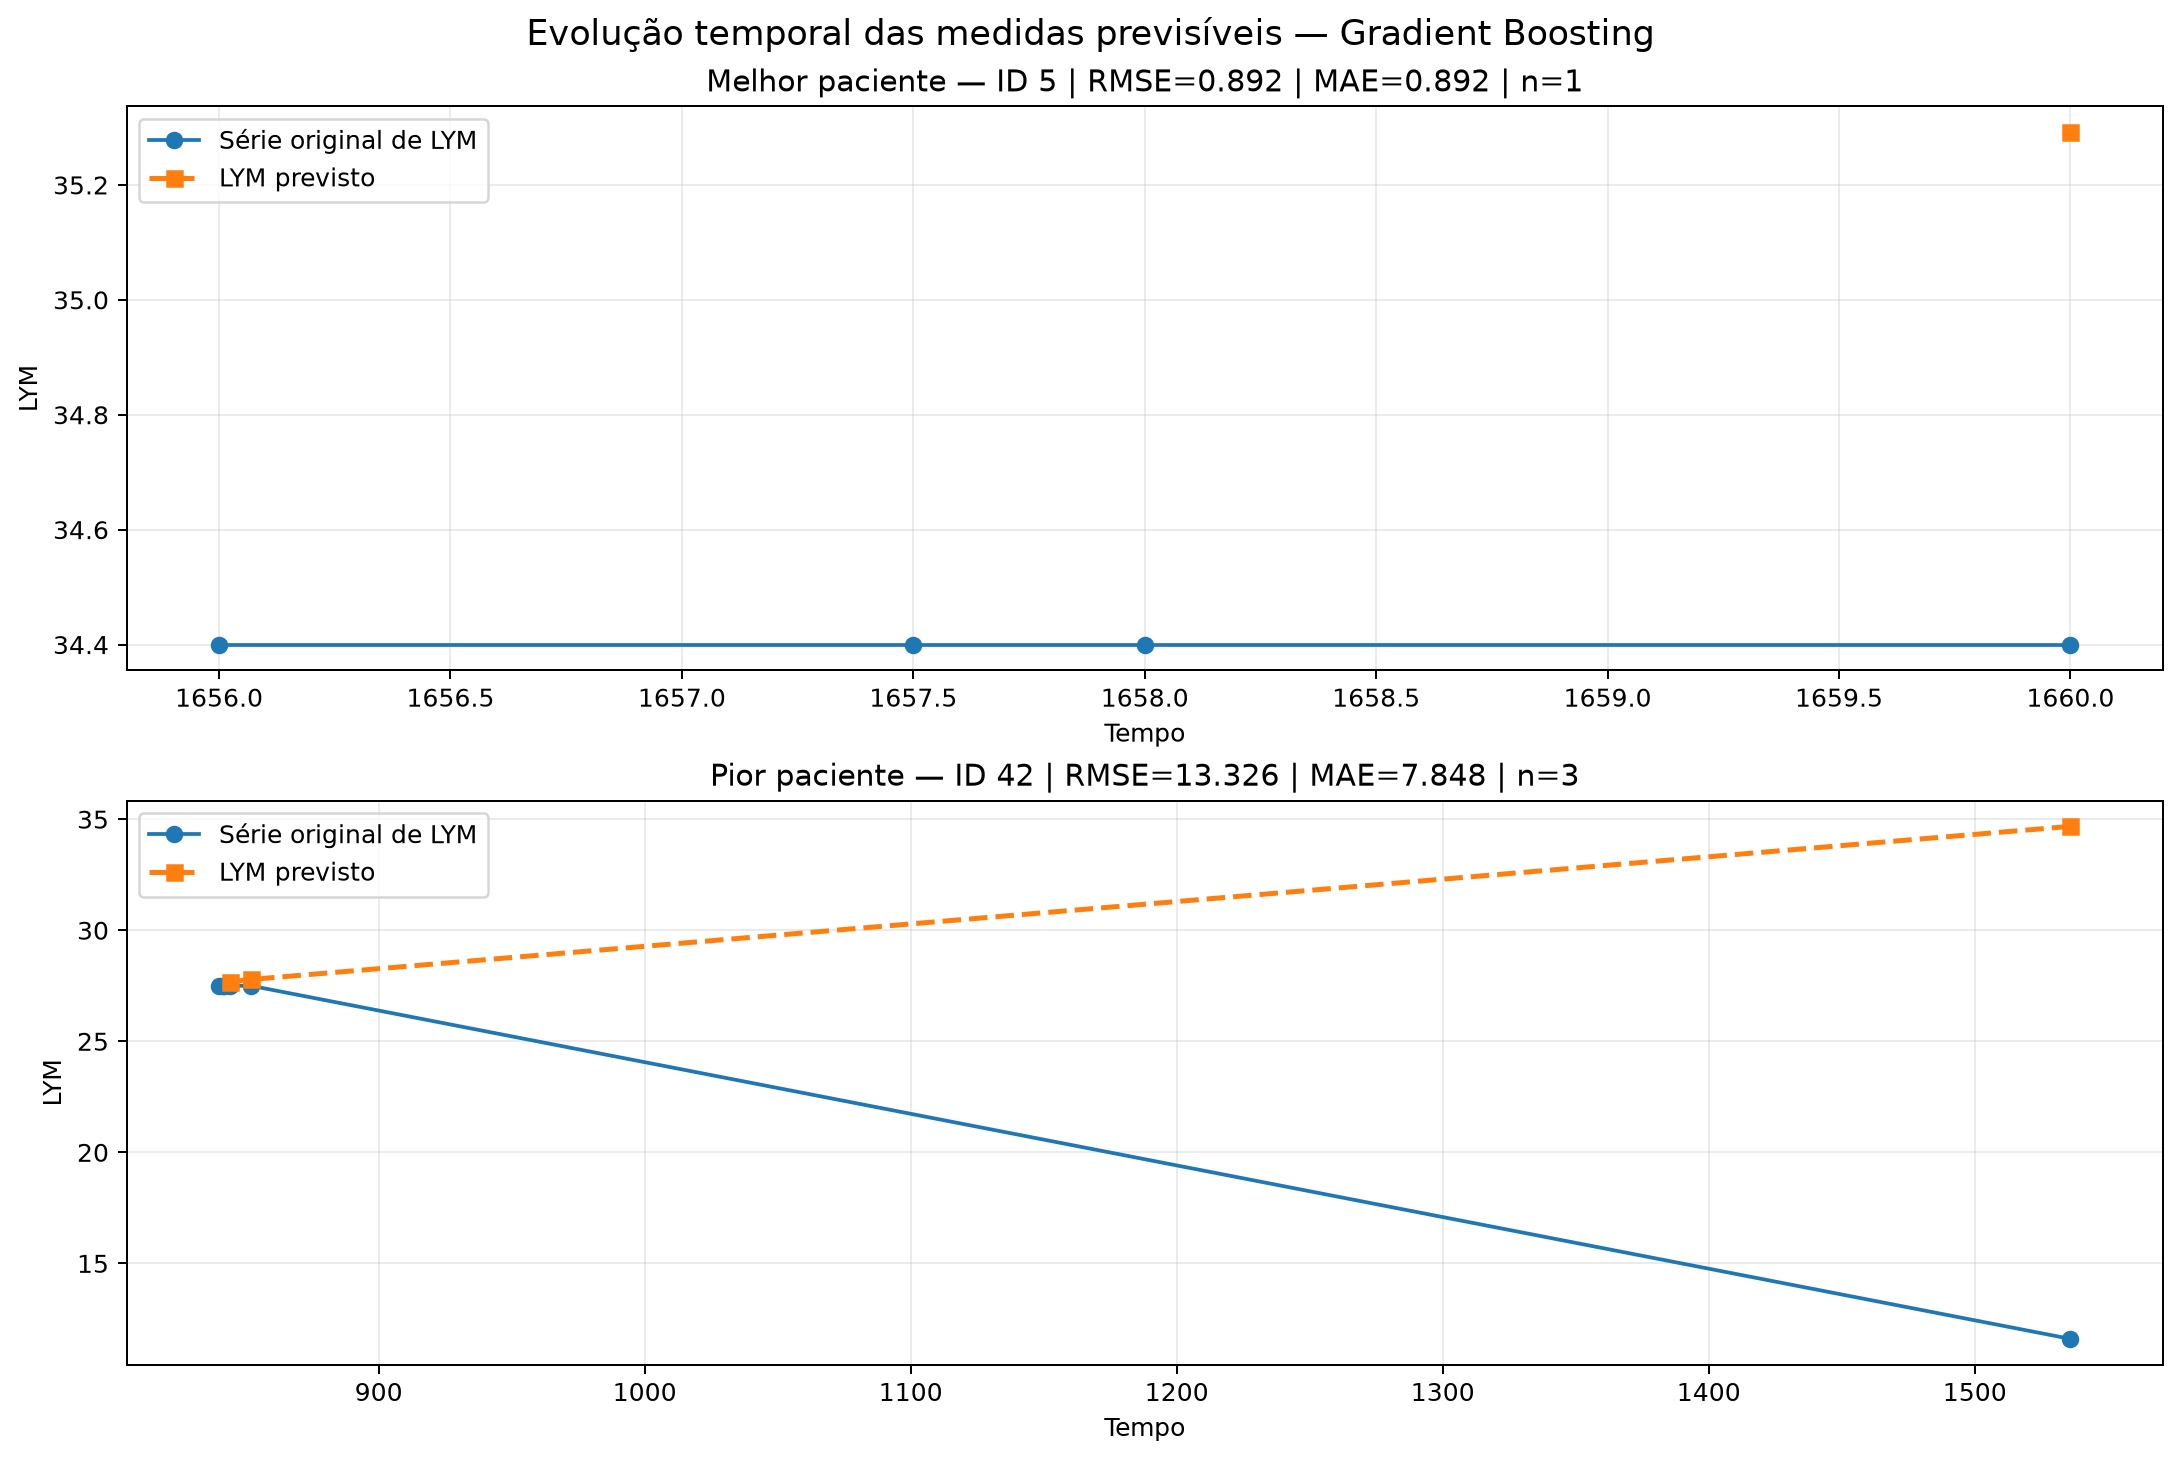 Evolução temporal das medidas previsíveis — Gradient Boosting
Melhor paciente — ID 5 | RMSE=0.892 | MAE=0.892 | n=1
Série original de LYM
LYM previsto
35.2
35.0
34.8
34.6
34.4
LYM
1656.0 1656.5 1657.0 1657.5 1658.0 1658.5 1659.0 1659.5 1660.0
Tempo
Pior paciente — ID 42 | RMSE=13.326 | MAE=7.848 | n=3
Série original de LYM
LYM previsto
35
30
25
20
15
LYM
900 1000 1100 1200 1300 1400 1500
Tempo